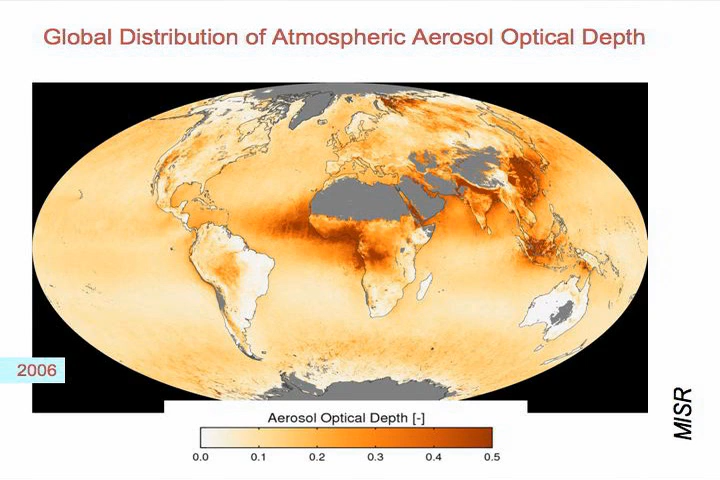 Global Distribution of Atmospheric Aerosol Optical Depth
2006
MISR
Aerosol Optical Depth [-]
0.0 0.1 0.2 0.3 0.4 0.5